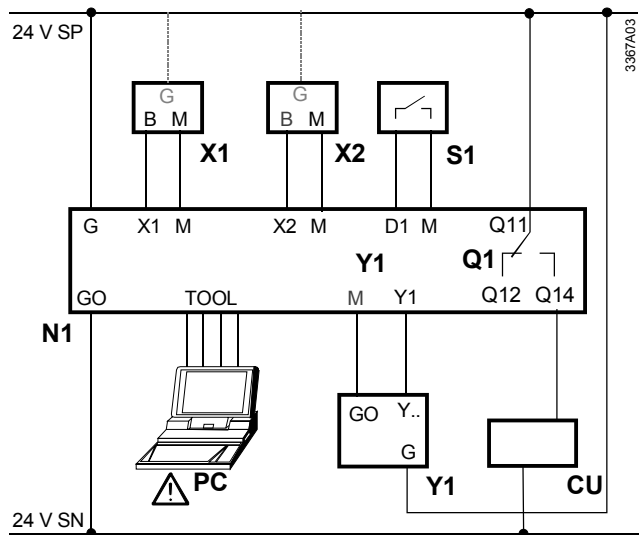 24 V SP
3367A03
G G
B M B M
X1 X2 S1
G X1 M X2 M D1 M Q11
Y1 Q1
GO TOOL M Y1 Q12 Q14
N1
GO Y..
G
PC Y1 CU
24 V SN